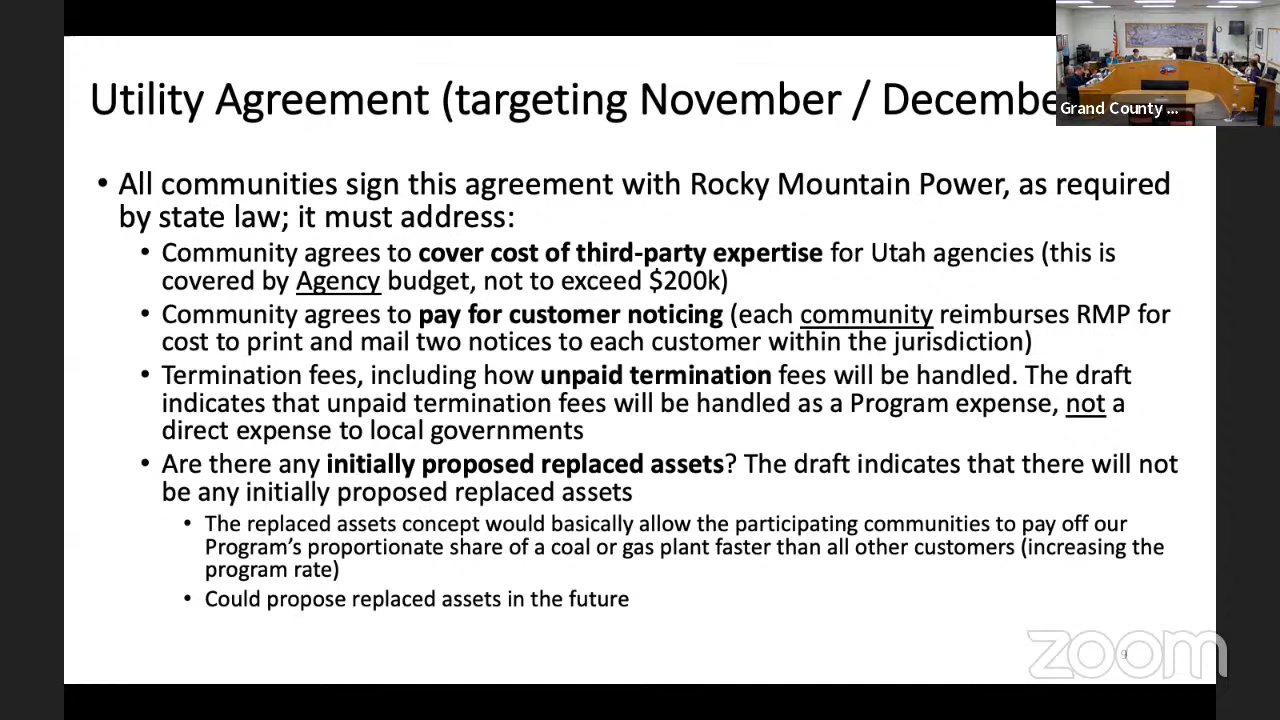 Utility Agreement (targeting November / Decembe
Grand County ...
• All communities sign this agreement with Rocky Mountain Power, as required
by state law; it must address:
• Community agrees to cover cost of third-party expertise for Utah agencies (this is
covered by Agency budget, not to exceed $200k)
• Community agrees to pay for customer noticing (each community reimburses RMP for
cost to print and mail two notices to each customer within the jurisdiction)
• Termination fees, including how unpaid termination fees will be handled. The draft
indicates that unpaid termination fees will be handled as a Program expense, not a
direct expense to local governments
• Are there any initially proposed replaced assets? The draft indicates that there will not
be any initially proposed replaced assets
• The replaced assets concept would basically allow the participating communities to pay off our
Program's proportionate share of a coal or gas plant faster than all other customers (increasing the
program rate)
• Could propose replaced assets in the future
zoom
9